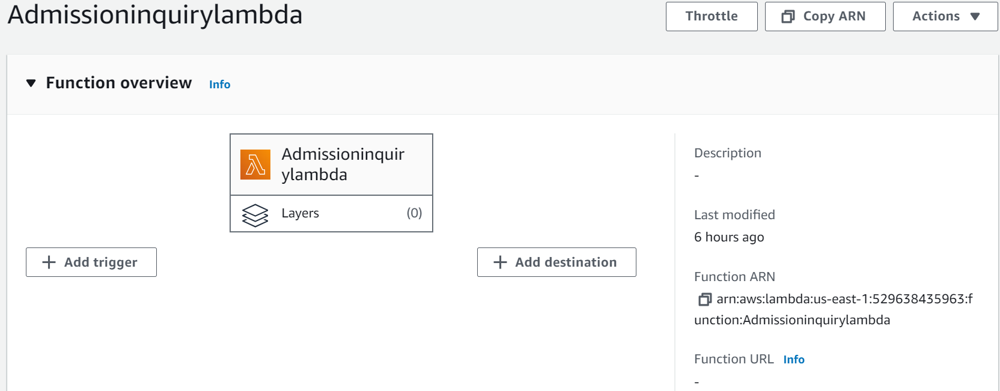 Admissioninquirylambda
Throttle
Copy ARN
Actions
Function overview Info
Admissioninquir
ylambda
Layers (0)
Add trigger
Add destination
Description
-
Last modified
6 hours ago
Function ARN
arn:aws:lambda:us-east-1:529638435963:f
unction:Admissioninquirylambda
Function URL Info
-